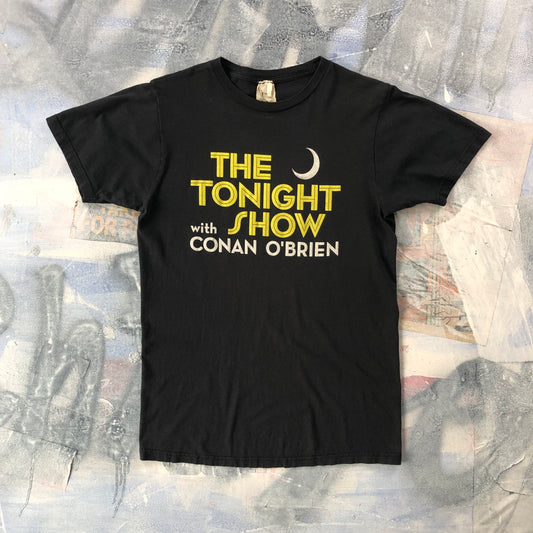 THE
TONIGHT
with SHOW
CONAN O'BRIEN